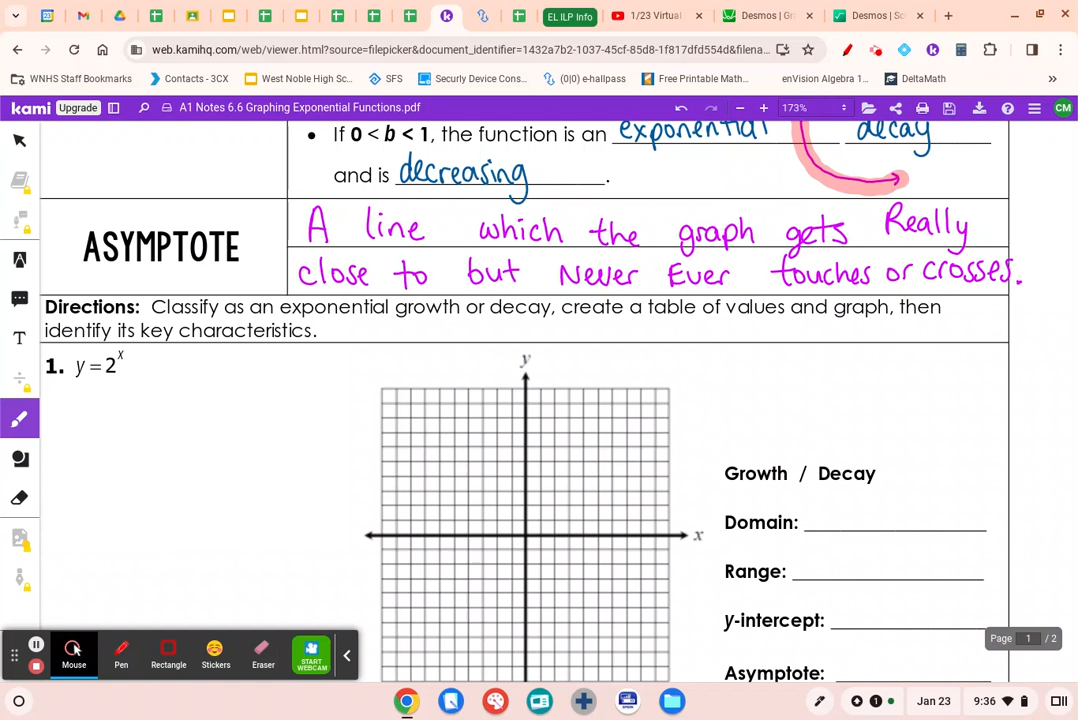 EL ILP Info
1/23 Virtual
Desmos | Gr
Desmos | Sc
web.kamihq.com/web/viewer.html?source=filepicker&document_identifier=1432a7b2-1037-45cf-85d8-1f817dfd554d&filena...
WNHS Staff Bookmarks
Contacts - 3CX
West Noble High Sc...
SFS
Securly Device Cons...
(0|0) e-hallpass
Free Printable Math...
enVision Algebra 1...
DeltaMath
kami Upgrade
A1 Notes 6.6 Graphing Exponential Functions.pdf
173%
CM
• If 0 < b < 1, the function is an exponential decay
and is decreasing.
ASYMPTOTE
A line which the graph gets Really
close to but Never Ever touches or crosses.
Directions: Classify as an exponential growth or decay, create a table of values and graph, then
identify its key characteristics.
1. y = 2ˣ
y
x
Growth / Decay
Domain:
Range:
y-intercept:
Asymptote:
Page 1 / 2
Mouse
Pen
Rectangle
Stickers
Eraser
START
WEBCAM
1
Jan 23
9:36